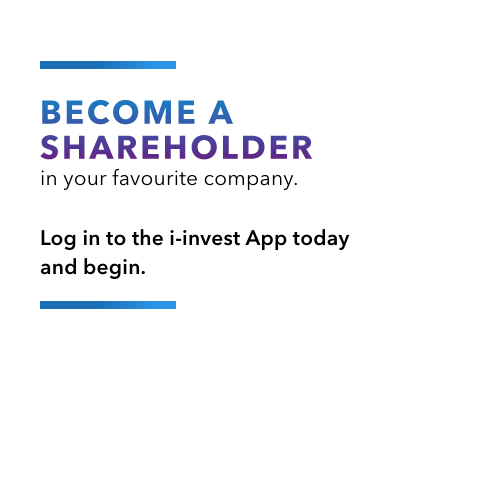 BECOME A
SHAREHOLDER
in your favourite company.
Log in to the i-invest App today
and begin.